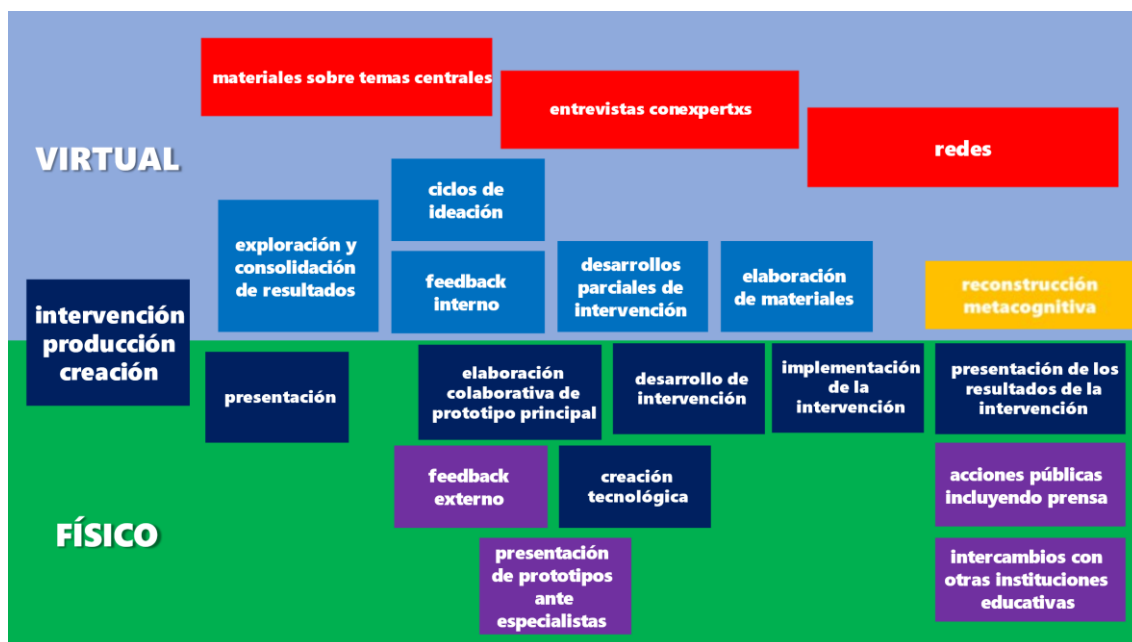 materiales sobre temas centrales
entrevistas conexpertxs
redes
VIRTUAL
ciclos de
ideación
exploración y
consolidación
de resultados
feedback
interno
desarrollos
parciales de
intervención
elaboración
de materiales
reconstrucción
metacognitiva
intervención
producción
creación
presentación
elaboración
colaborativa de
prototipo principal
desarrollo de
intervención
implementación
de la
intervención
presentación de los
resultados de la
intervención
feedback
externo
creación
tecnológica
acciones públicas
incluyendo prensa
FÍSICO
presentación
de prototipos
ante
especialistas
intercambios con
otras instituciones
educativas